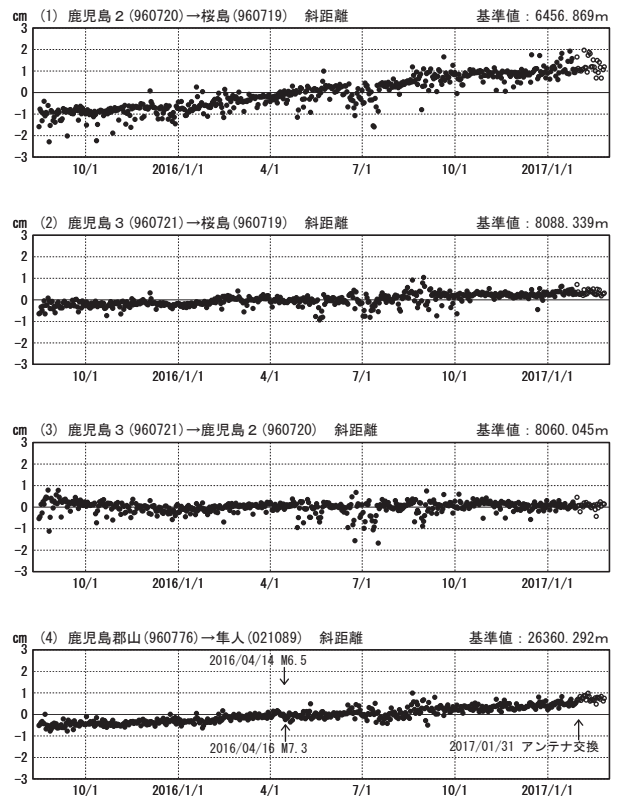 cm (1) 鹿児島2(960720)→桜島(960719) 斜距離 基準値：6456.869m
3
2
1
0
-1
-2
-3
10/1 2016/1/1 4/1 7/1 10/1 2017/1/1
cm (2) 鹿児島3(960721)→桜島(960719) 斜距離 基準値：8088.339m
3
2
1
0
-1
-2
-3
10/1 2016/1/1 4/1 7/1 10/1 2017/1/1
cm (3) 鹿児島3(960721)→鹿児島2(960720) 斜距離 基準値：8060.045m
3
2
1
0
-1
-2
-3
10/1 2016/1/1 4/1 7/1 10/1 2017/1/1
cm (4) 鹿児島郡山(960776)→隼人(021089) 斜距離 基準値：26360.292m
3
2016/04/14 M6.5
2
1
0
-1
2016/04/16 M7.3 2017/01/31 アンテナ交換
-2
-3
10/1 2016/1/1 4/1 7/1 10/1 2017/1/1